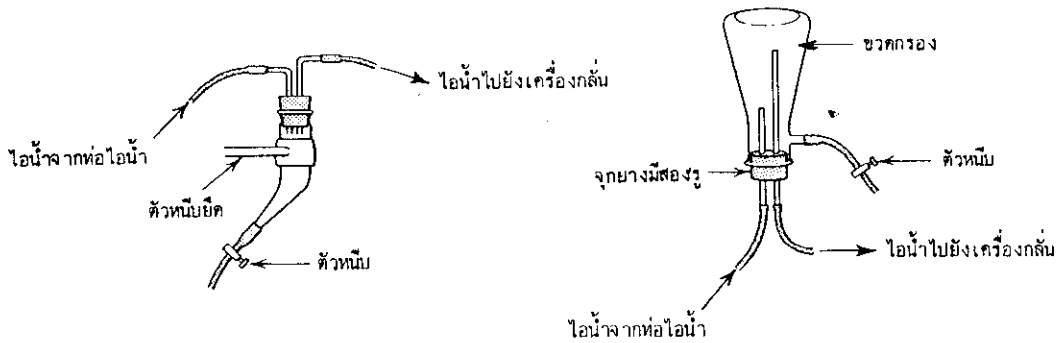 ไอน้ำไปยังเครื่องกลั่น
ไอน้ำจากท่อไอน้ำ
ตัวหนีบยึด
ตัวหนีบ
ขวดกรอง
ตัวหนีบ
จุกยางมีสองรู
ไอน้ำไปยังเครื่องกลั่น
ไอน้ำจากท่อไอน้ำ